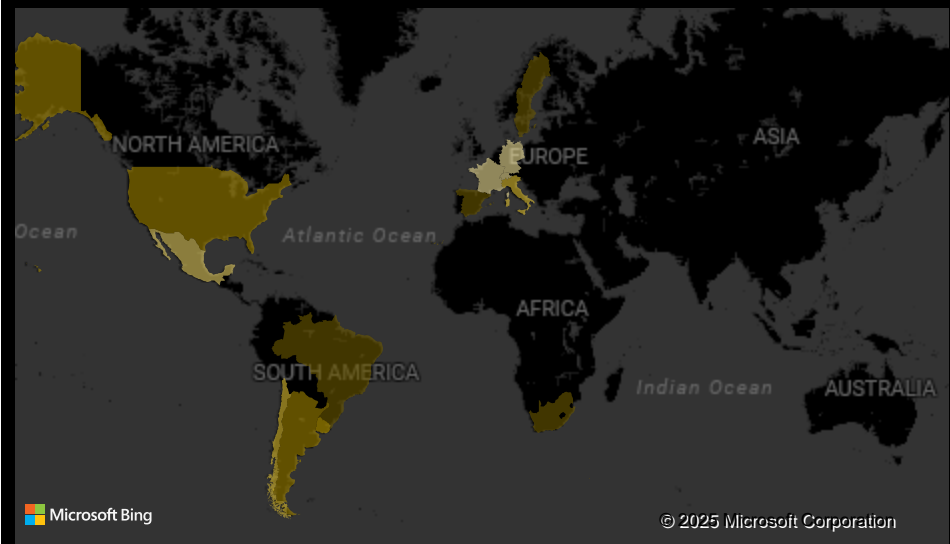 NORTH AMERICA
EUROPE
ASIA
Ocean
Atlantic Ocean
AFRICA
SOUTH AMERICA
Indian Ocean
AUSTRALIA
Microsoft Bing
© 2025 Microsoft Corporation